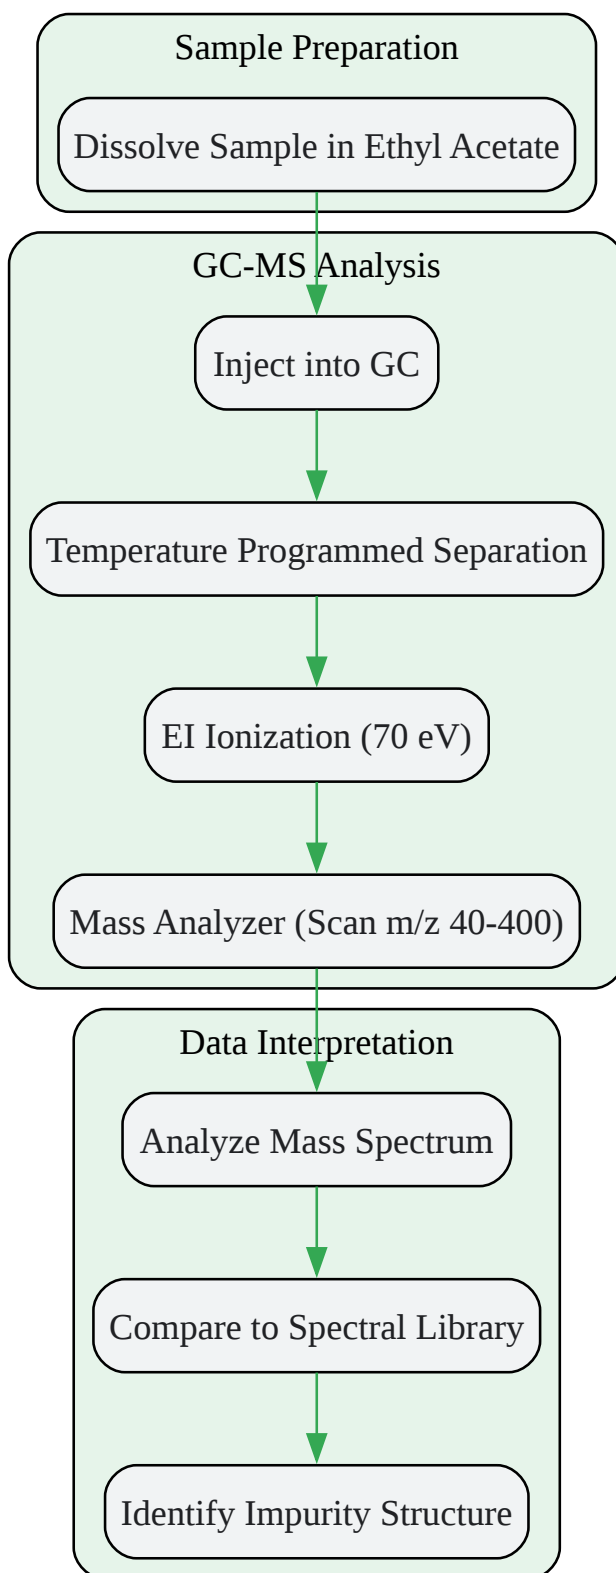 Sample Preparation
Dissolve Sample in Ethyl Acetate
GC-MS Analysis
Inject into GC
Temperature Programmed Separation
EI Ionization (70 eV)
Mass Analyzer (Scan m/z 40-400)
Data Interpretation
Analyze Mass Spectrum
Compare to Spectral Library
Identify Impurity Structure